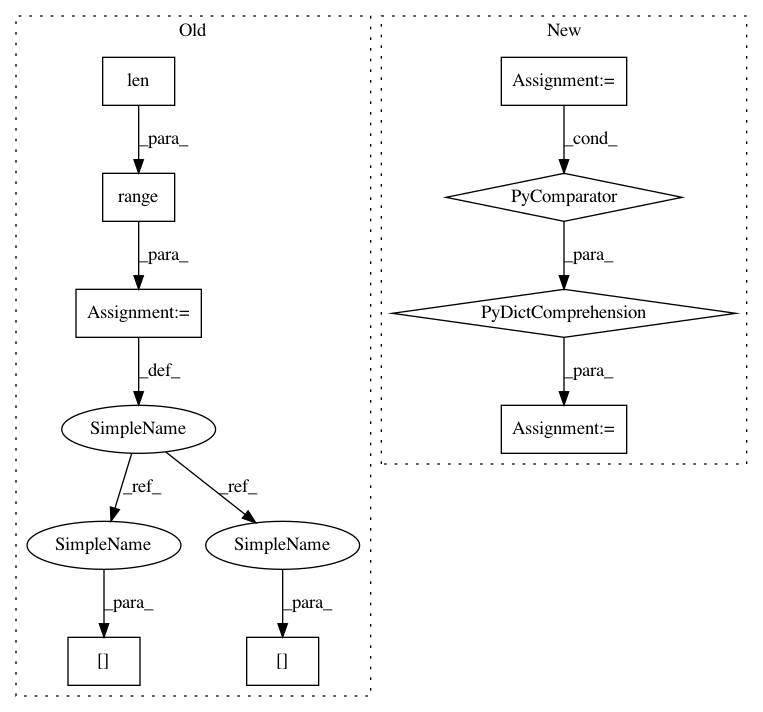 Old
len
_para_
range
_para_
Assignment:=
_def_
SimpleName
_ref_
_ref_
SimpleName
SimpleName
_para_
_para_
[]
[]
New
Assignment:=
_cond_
PyComparator
_para_
PyDictComprehension
_para_
Assignment:=